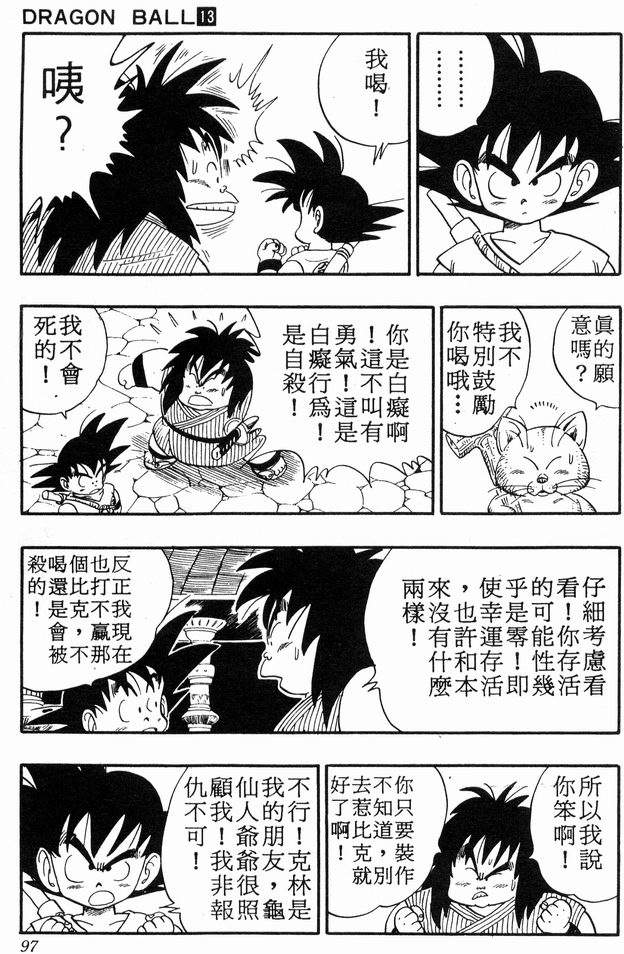 DRAGON BALL 13
…………
…………
我喝！
咦？
真的願
意嗎？
我不
特別鼓勵
你喝哦…
你是白癡啊
！這不叫有
勇氣！這是
白癡行爲！
是自殺！
我不會
死的！
仔細考慮看
看！你存活
的可能性幾
乎是零！即
使幸運存活
，也許和本
來沒有什麼
兩樣！
反正我現在
也打不贏那
個比克，不
喝還是會被
殺的！
所以我說
你笨啊！
你只要裝作
不知道，別
去惹比克就
好了啊！
不行！克林是
我的朋友，龜
仙人爺爺很照
顧我！我非報
仇不可！
97